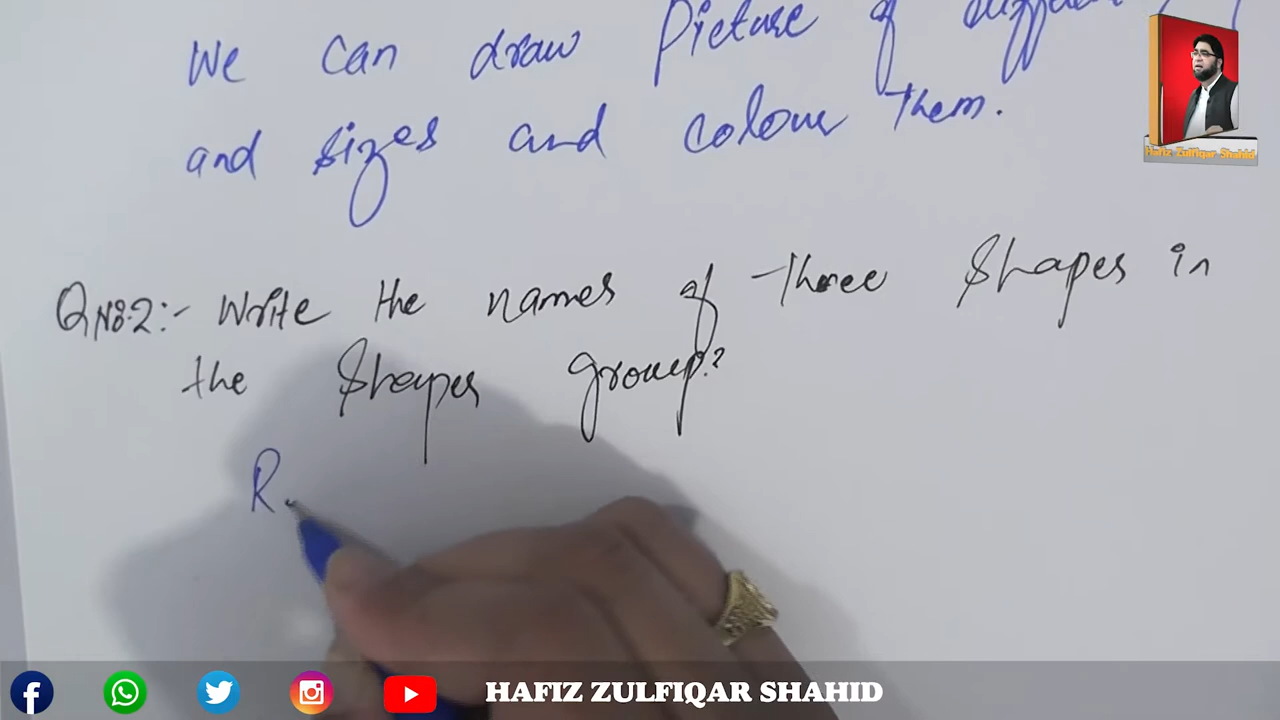 We can draw Picture of
and sizes and colour them.
Hafiz Zulfiqar Shahid
QNo.2:- Write the names of three Shapes in
the Shapes group?
R
HAFIZ ZULFIQAR SHAHID